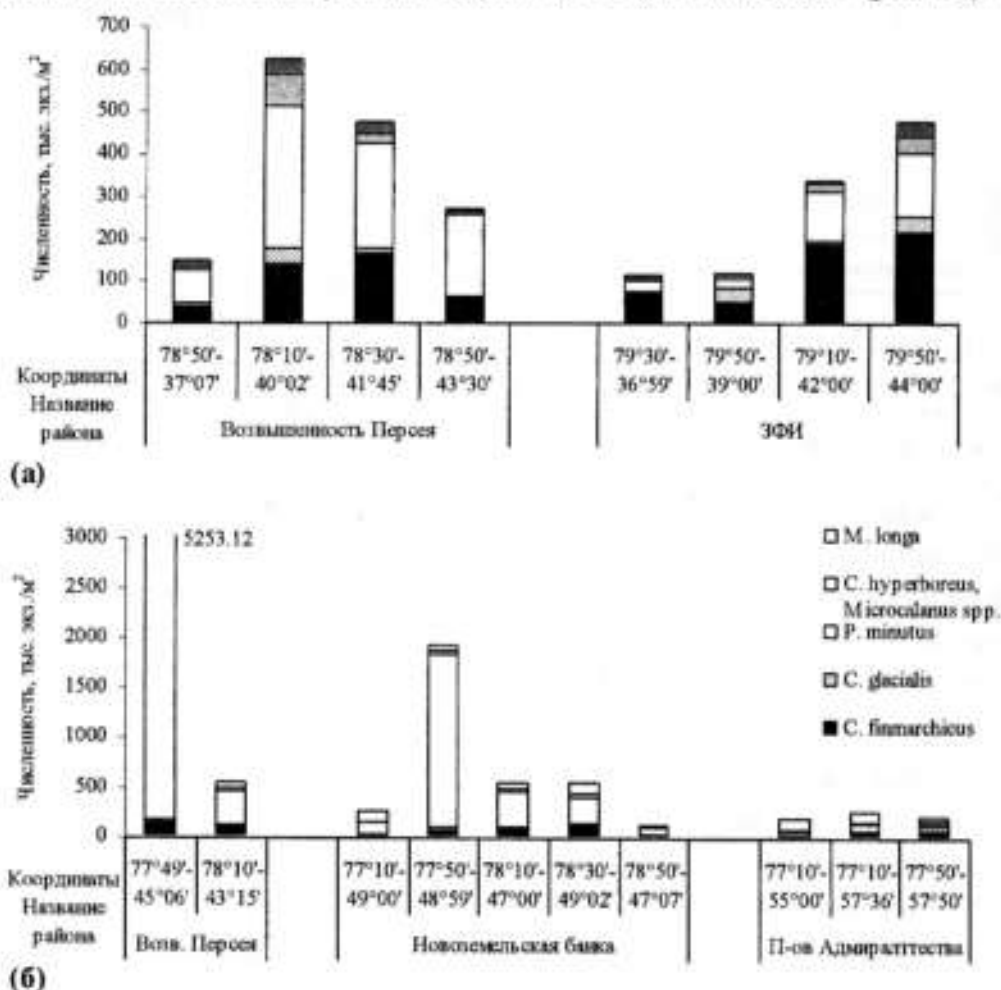 700
600
500
400
300
200
100
0
Численность, тыс. экз./м²
Координаты
78°50'- 78°10'- 78°30'- 78°50'- 79°30'- 79°50'- 79°10'- 79°50'-
37°07' 40°02' 41°45' 43°30' 36°59' 39°00' 42°00' 44°00'
Название
района
Возвышенность Персея ЗФИ
(а)
3000
2500
2000
1500
1000
500
0
Численность, тыс. экз./м²
5253.12
M. longa
C. hyperboreus,
Microcalanus spp.
P. minutus
C. glacialis
C. finmarchicus
Координаты
77°49'- 78°10'- 77°10'- 77°50'- 78°10'- 78°30'- 78°50'- 77°10'- 77°10'- 77°50'-
45°06' 43°15' 49°00' 48°59' 47°00' 49°02' 47°07' 55°00' 57°36' 57°50'
Название
района
Возв. Персея Новоземельская банка П-ов Адмиралттества
(б)